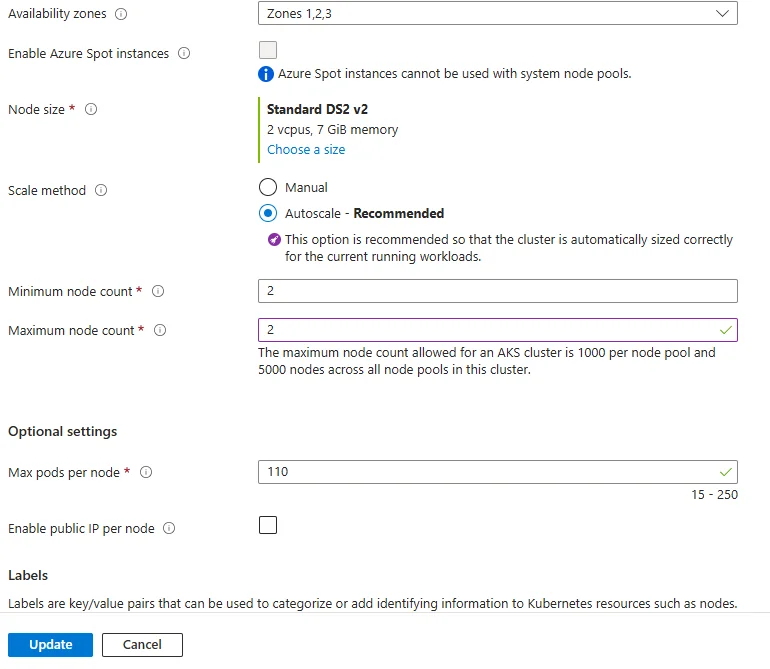 Availability zones
Zones 1,2,3
Enable Azure Spot instances
Azure Spot instances cannot be used with system node pools.
Node size *
Standard DS2 v2
2 vcpus, 7 GiB memory
Choose a size
Scale method
Manual
Autoscale - Recommended
This option is recommended so that the cluster is automatically sized correctly
for the current running workloads.
Minimum node count *
2
Maximum node count *
2
The maximum node count allowed for an AKS cluster is 1000 per node pool and
5000 nodes across all node pools in this cluster.
Optional settings
Max pods per node *
110
15 - 250
Enable public IP per node
Labels
Labels are key/value pairs that can be used to categorize or add identifying information to Kubernetes resources such as nodes.
Update
Cancel